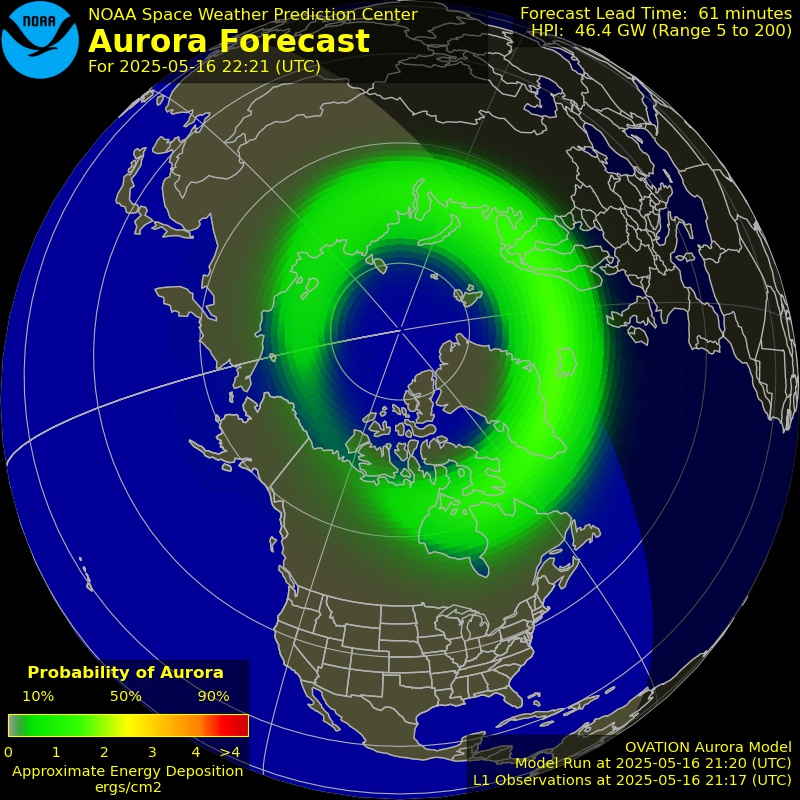 NOAA
NOAA Space Weather Prediction Center
Aurora Forecast
For 2025-05-16 22:21 (UTC)
Forecast Lead Time: 61 minutes
HPI: 46.4 GW (Range 5 to 200)
Probability of Aurora
10% 50% 90%
0 1 2 3 4 >4
Approximate Energy Deposition
ergs/cm2
OVATION Aurora Model
Model Run at 2025-05-16 21:20 (UTC)
L1 Observations at 2025-05-16 21:17 (UTC)